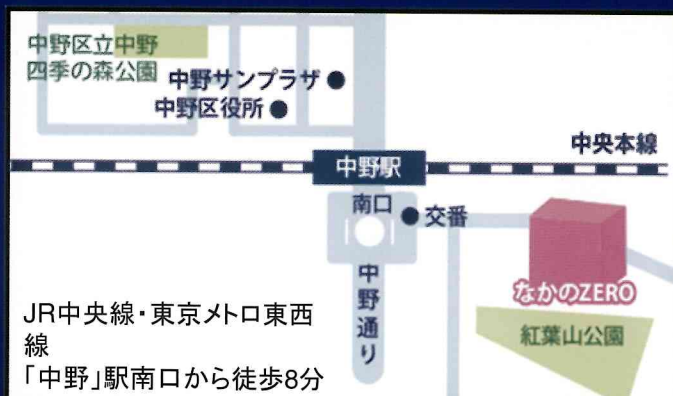 中野区立中野
四季の森公園
中野サンプラザ
中野区役所
中央本線
中野駅
南口
交番
中野通り
なかのZERO
紅葉山公園
JR中央線・東京メトロ東西
線
「中野」駅南口から徒歩8分